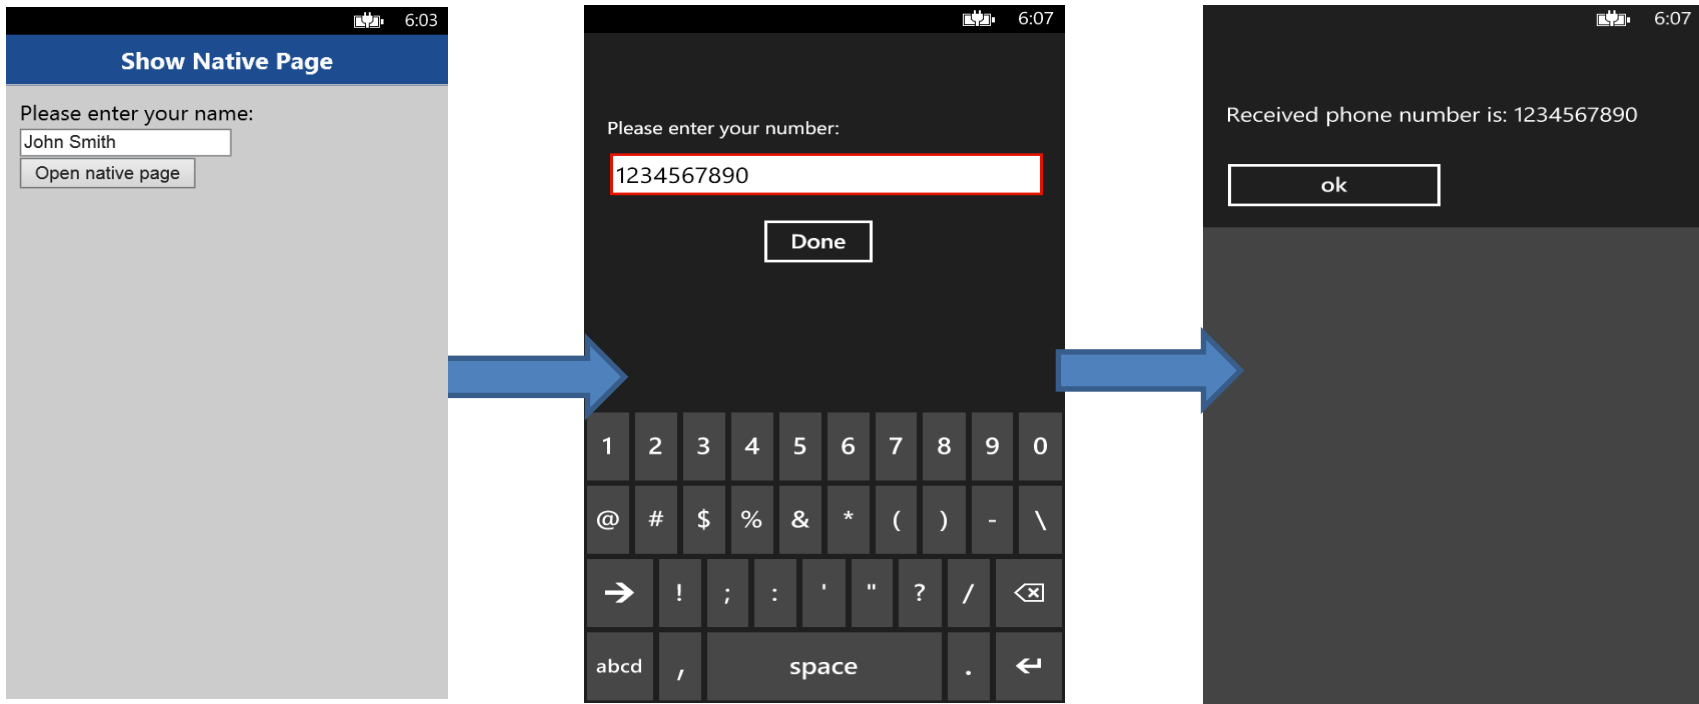 6:03
Show Native Page
Please enter your name:
John Smith
Open native page
6:07
Please enter your number:
1234567890
Done
1 2 3 4 5 6 7 8 9 0
@ # $ % & * ( ) - \
! ; : ' " ? /
abcd , space .
6:07
Received phone number is: 1234567890
ok